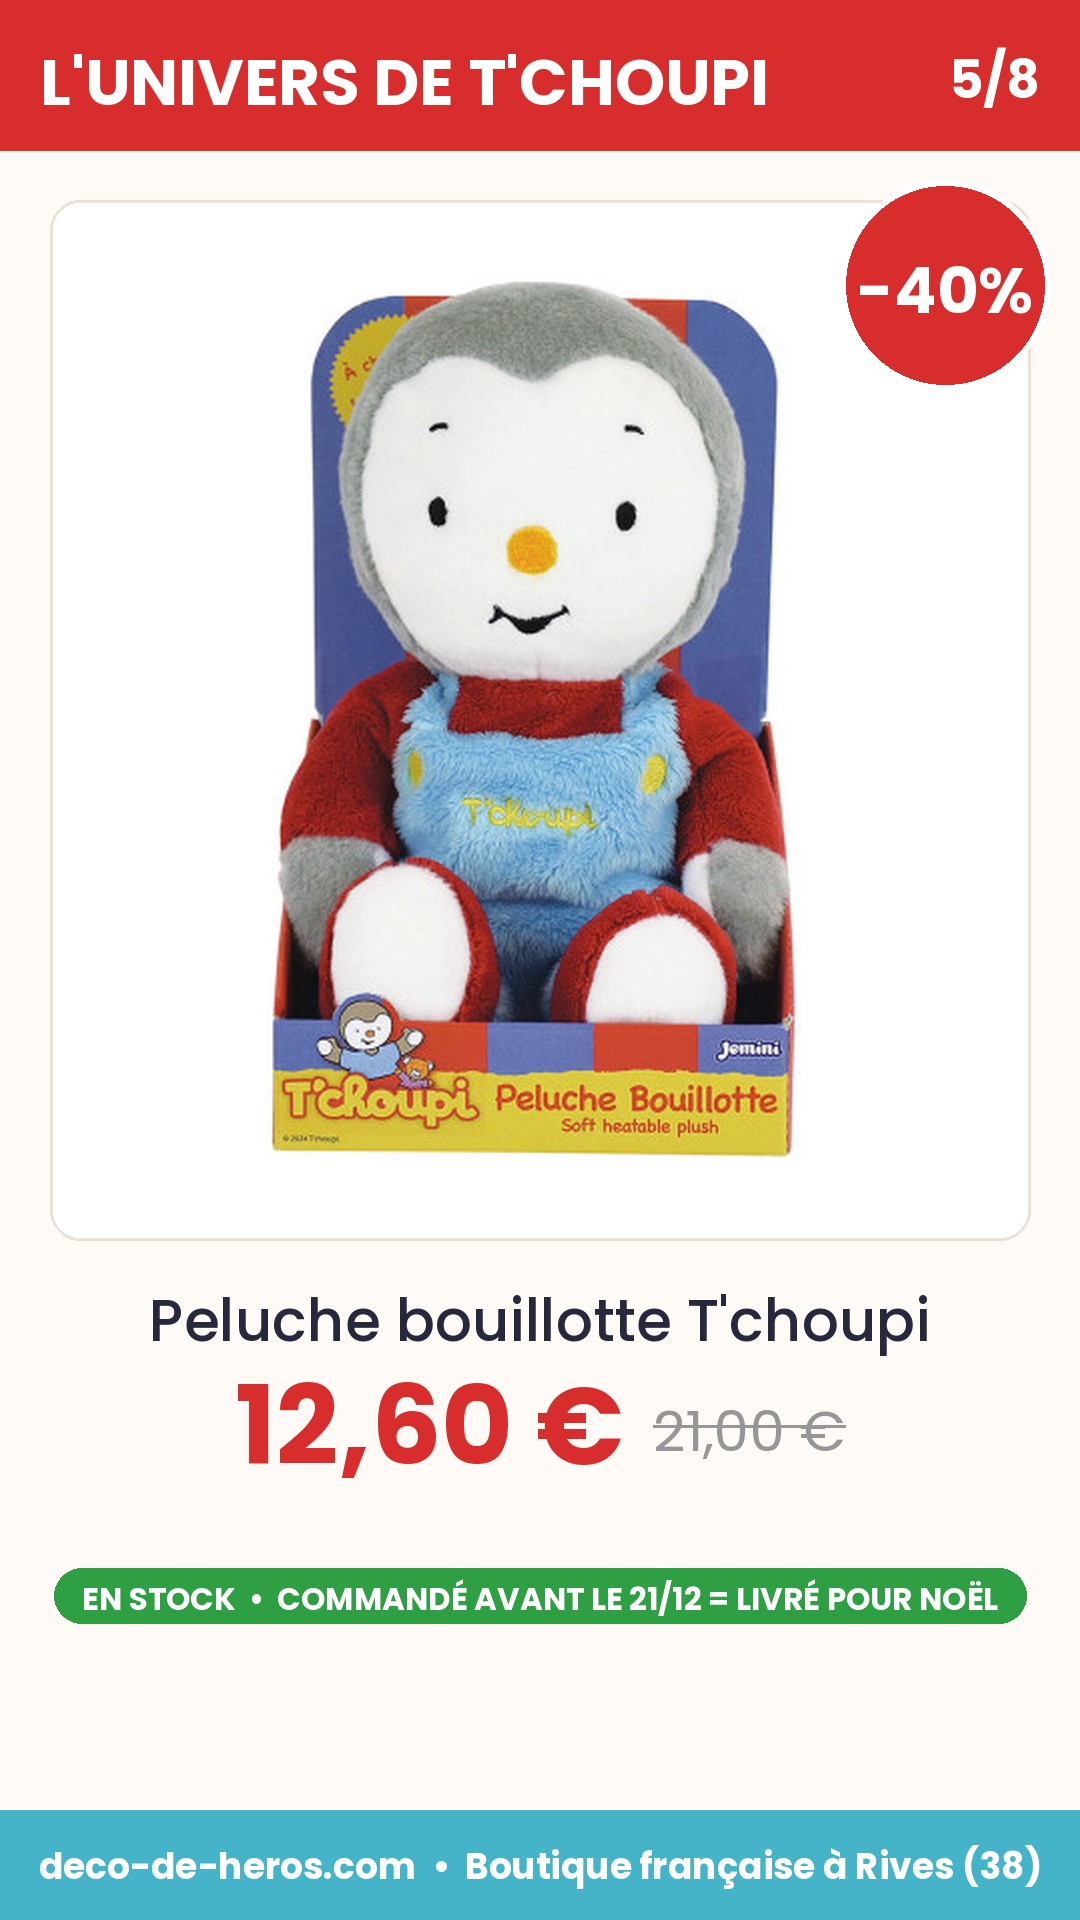 L'UNIVERS DE T'CHOUPI
5/8
-40%
À
T'choupi
Jemini
T'choupi Peluche Bouillotte
Soft heatable plush
© 2024 T'choupi
Peluche bouillotte T'choupi
12,60 € 21,00 €
EN STOCK • COMMANDÉ AVANT LE 21/12 = LIVRÉ POUR NOËL
deco-de-heros.com • Boutique française à Rives (38)